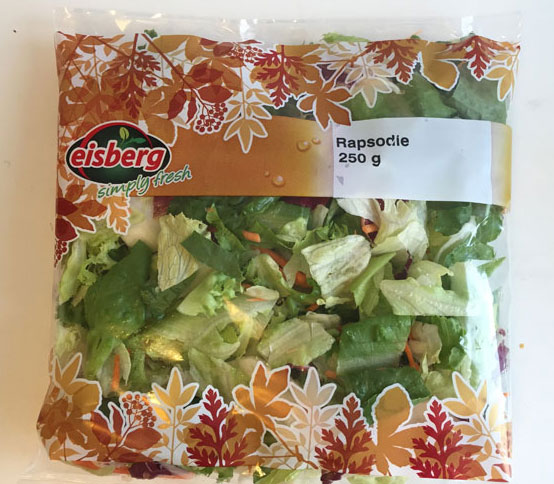 eisberg
simply fresh
Rapsodie
250 g